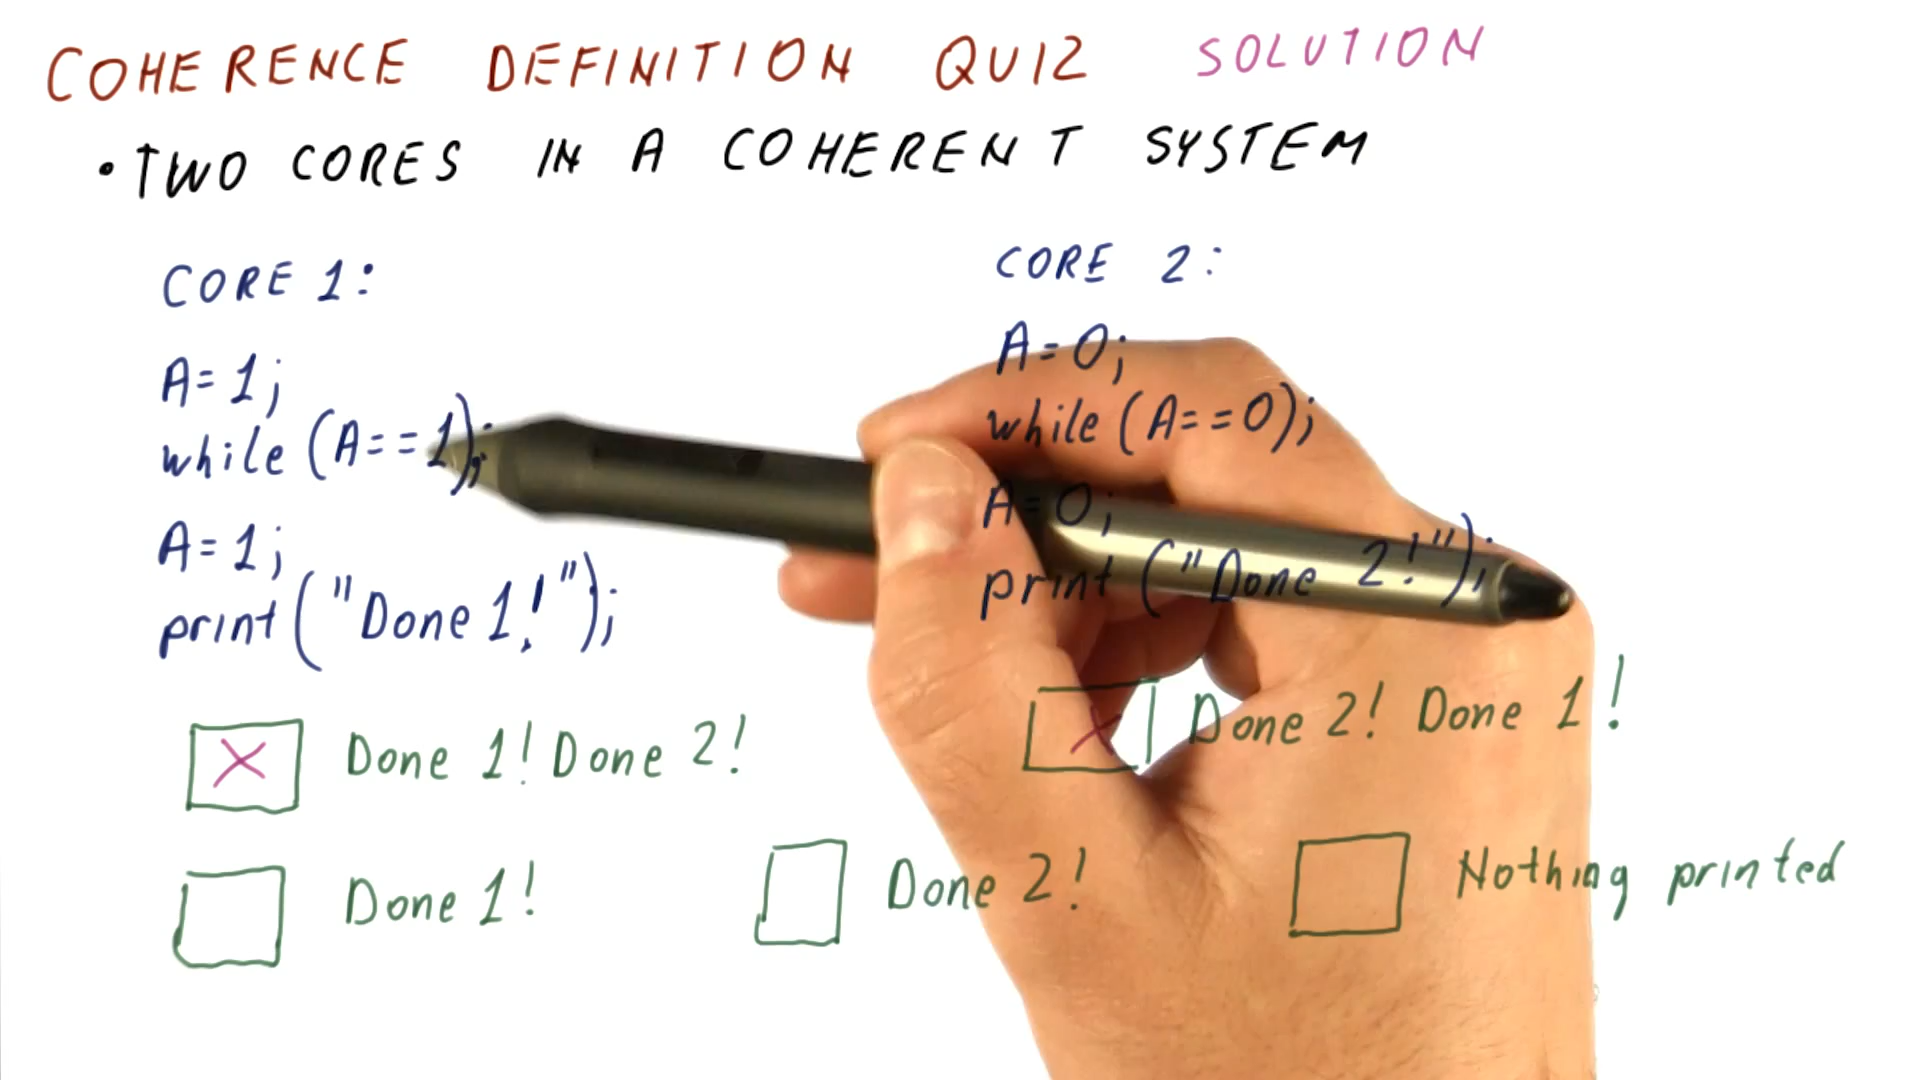 COHERENCE DEFINITION QUIZ SOLUTION
• TWO CORES IN A COHERENT SYSTEM
CORE 1:
A=1;
while (A==1);
A=1;
print("Done 1!");
CORE 2:
A=0;
while (A==0);
A=0;
print ("Done 2!");
X Done 1! Done 2!
X Done 2! Done 1!
Done 1!
Done 2!
Nothing printed